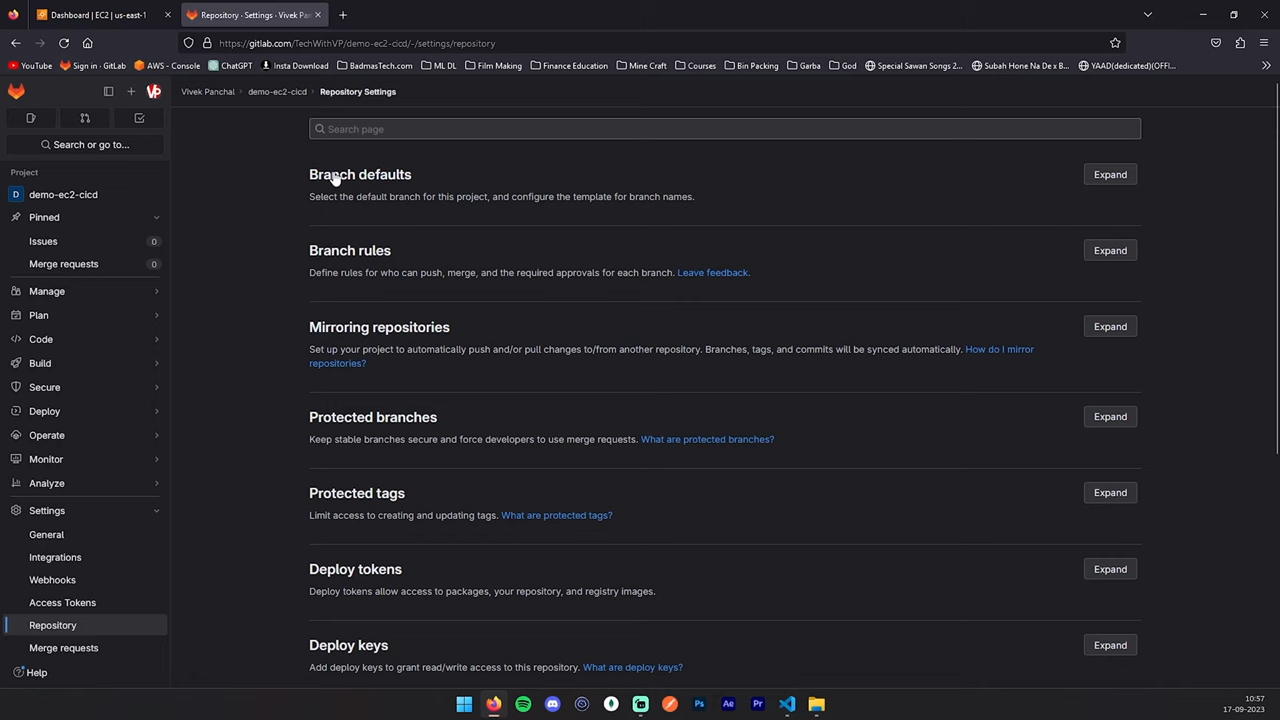 Dashboard | EC2 | us-east-1
Repository · Settings · Vivek Pan
https://gitlab.com/TechWithVP/demo-ec2-cicd/-/settings/repository
YouTube
Sign in · GitLab
AWS - Console
ChatGPT
Insta Download
BadmasTech.com
ML DL
Film Making
Finance Education
Mine Craft
Courses
Bin Packing
Garba
God
Special Sawan Songs 2...
Subah Hone Na De x B...
YAAD(dedicated)(OFFI...
VP
Vivek Panchal
demo-ec2-cicd
Repository Settings
Search or go to...
Project
D demo-ec2-cicd
Pinned
Issues 0
Merge requests 0
Manage
Plan
Code
Build
Secure
Deploy
Operate
Monitor
Analyze
Settings
General
Integrations
Webhooks
Access Tokens
Repository
Merge requests
Help
Search page
Branch defaults
Expand
Select the default branch for this project, and configure the template for branch names.
Branch rules
Expand
Define rules for who can push, merge, and the required approvals for each branch. Leave feedback.
Mirroring repositories
Expand
Set up your project to automatically push and/or pull changes to/from another repository. Branches, tags, and commits will be synced automatically. How do I mirror
repositories?
Protected branches
Expand
Keep stable branches secure and force developers to use merge requests. What are protected branches?
Protected tags
Expand
Limit access to creating and updating tags. What are protected tags?
Deploy tokens
Expand
Deploy tokens allow access to packages, your repository, and registry images.
Deploy keys
Expand
Add deploy keys to grant read/write access to this repository. What are deploy keys?
Ps
Ae
Pr
10:57
17-09-2023